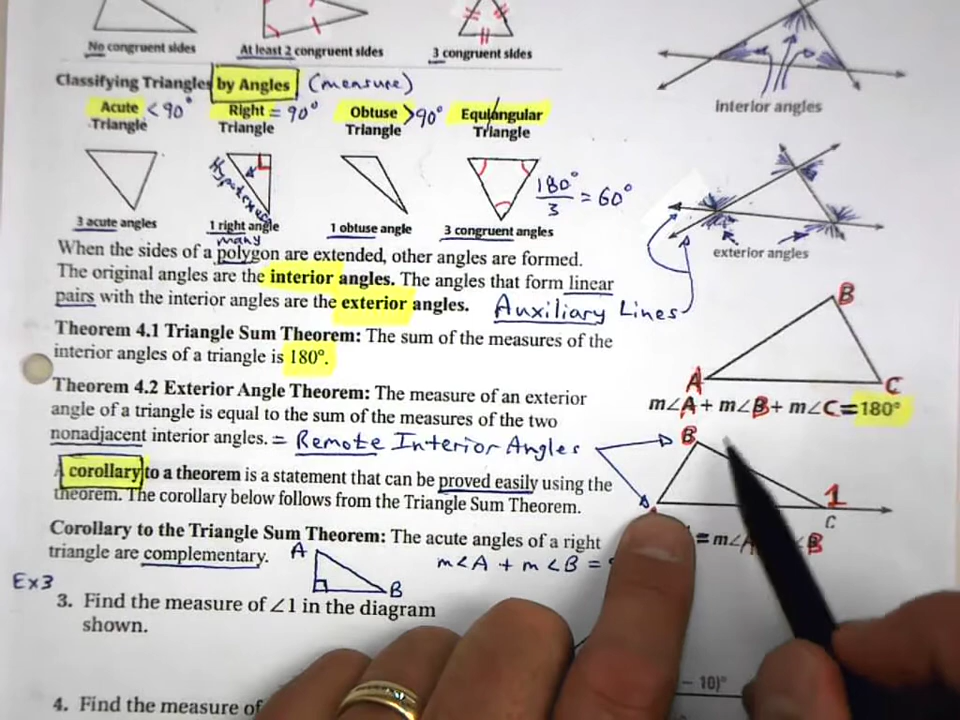 No congruent sides At least 2 congruent sides 3 congruent sides
Classifying Triangles by Angles (measure)
interior angles
Acute < 90° Right = 90° Obtuse > 90° Equiangular
Triangle Triangle Triangle Triangle
Hypotenuse
180°/3 = 60°
3 acute angles 1 right angle 1 obtuse angle 3 congruent angles
exterior angles
many
When the sides of a polygon are extended, other angles are formed.
The original angles are the interior angles. The angles that form linear
pairs with the interior angles are the exterior angles. Auxiliary Lines
B
Theorem 4.1 Triangle Sum Theorem: The sum of the measures of the
interior angles of a triangle is 180°.
A C
m∠A + m∠B + m∠C = 180°
Theorem 4.2 Exterior Angle Theorem: The measure of an exterior
angle of a triangle is equal to the sum of the measures of the two
nonadjacent interior angles. = Remote Interior Angles
B
A corollary to a theorem is a statement that can be proved easily using the
theorem. The corollary below follows from the Triangle Sum Theorem.
1
C
Corollary to the Triangle Sum Theorem: The acute angles of a right
= m∠ B
triangle are complementary. A B m∠A + m∠B =
Ex3
3. Find the measure of ∠1 in the diagram
shown.
4. Find the measure of
- 10)°